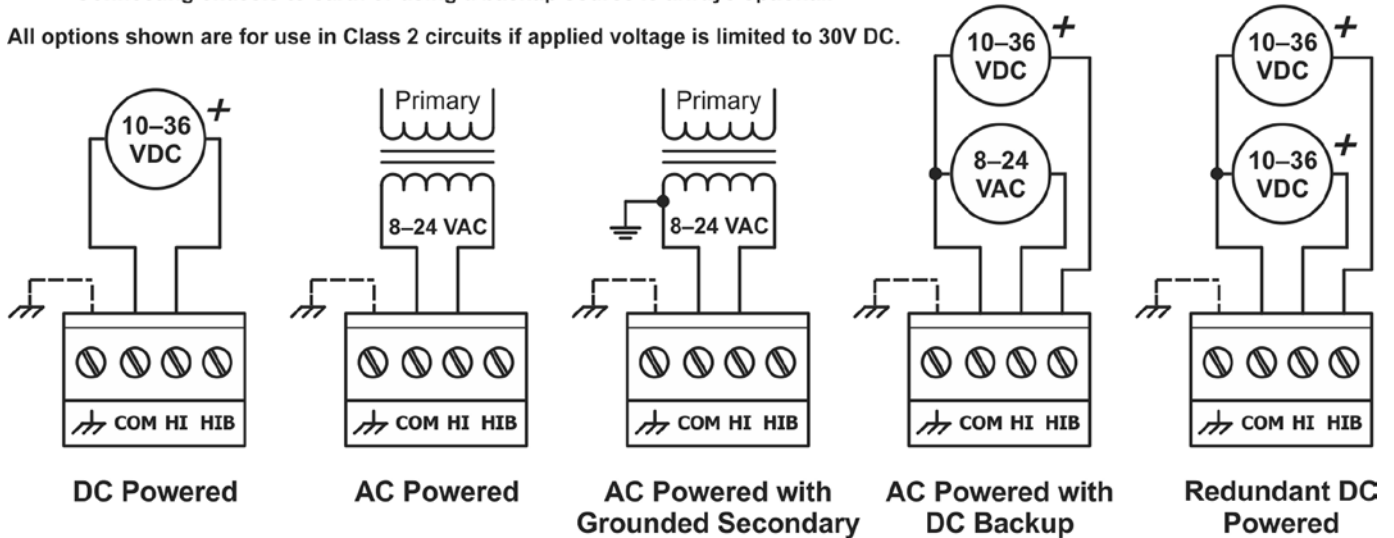 All options shown are for use in Class 2 circuits if applied voltage is limited to 30V DC.
10–36
VDC
+
Primary
8–24 VAC
Primary
8–24 VAC
10–36
VDC
+
8–24
VAC
10–36
VDC
+
10–36
VDC
+
COM HI HIB
COM HI HIB
COM HI HIB
COM HI HIB
COM HI HIB
DC Powered
AC Powered
AC Powered with
Grounded Secondary
AC Powered with
DC Backup
Redundant DC
Powered